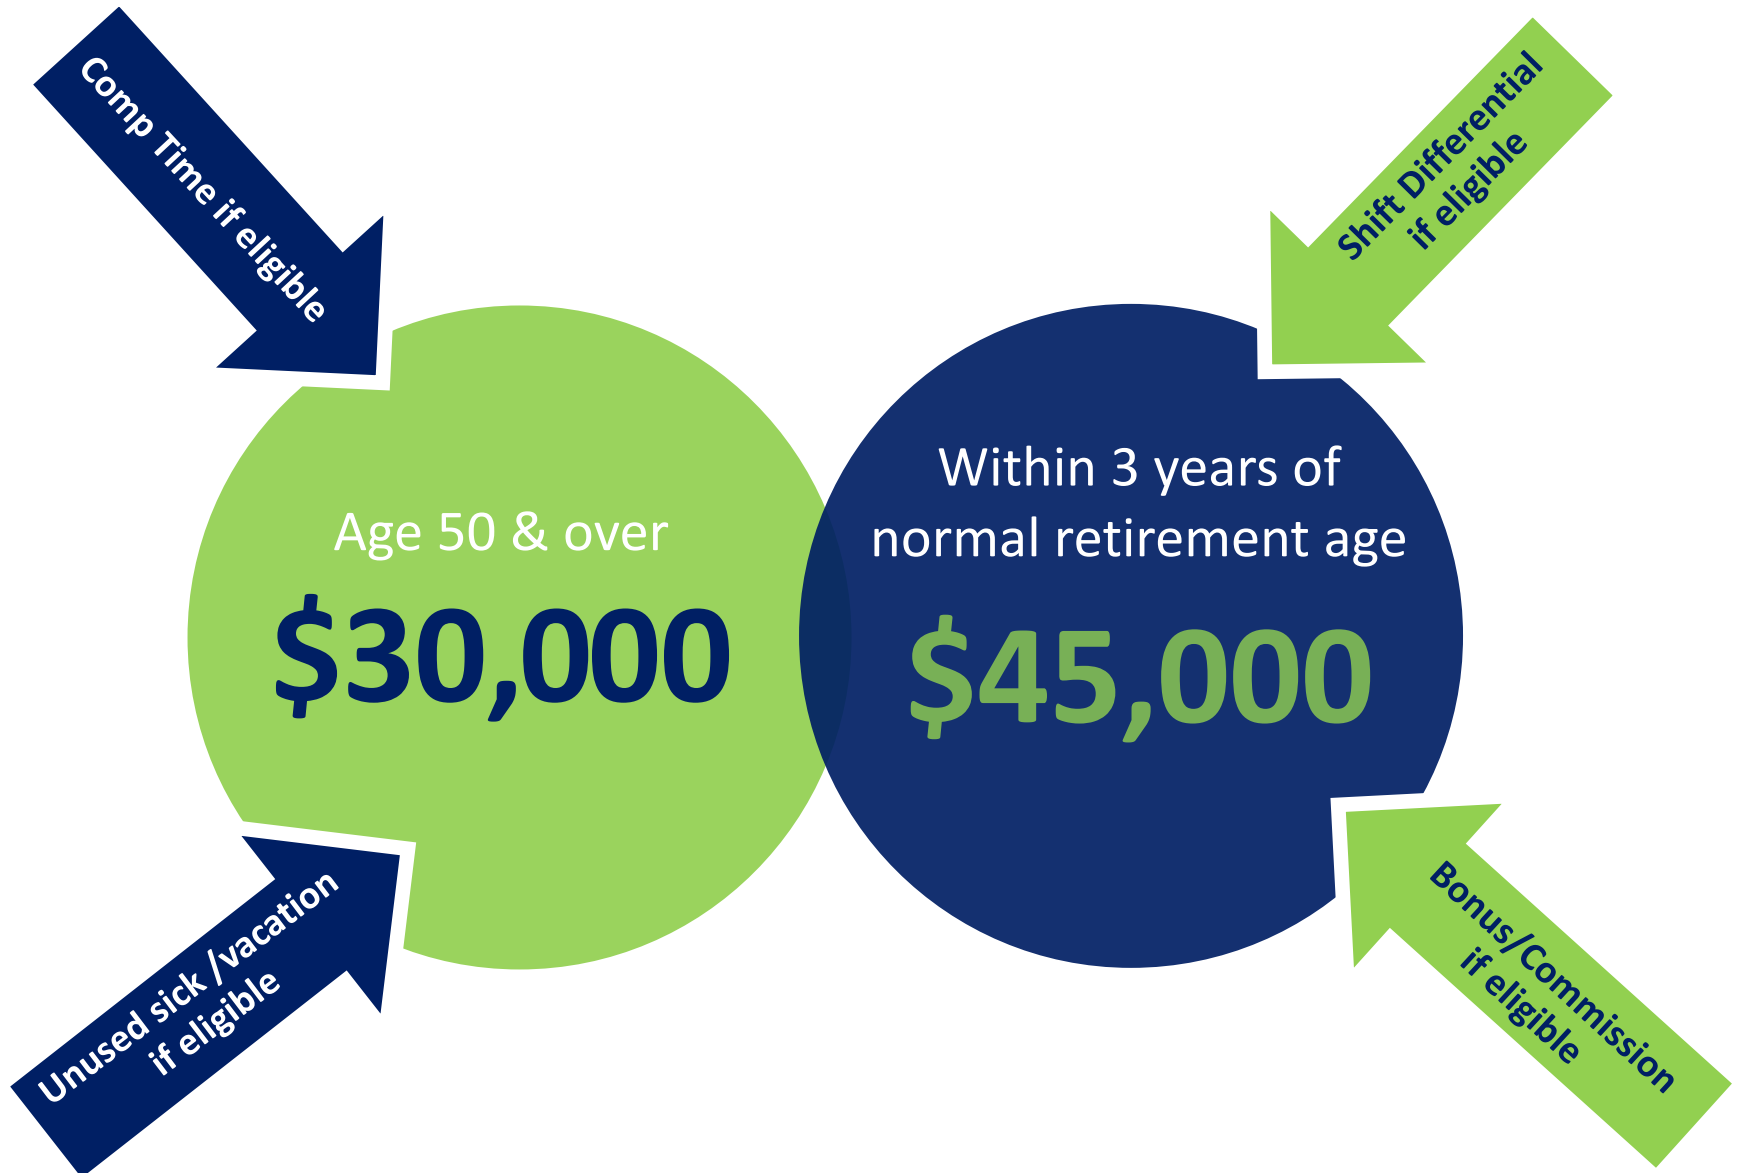 Comp Time if eligible
Shift Differential
if eligible
Age 50 & over
$30,000
Within 3 years of
normal retirement age
$45,000
Unused sick /vacation
if eligible
Bonus/Commission
if eligible